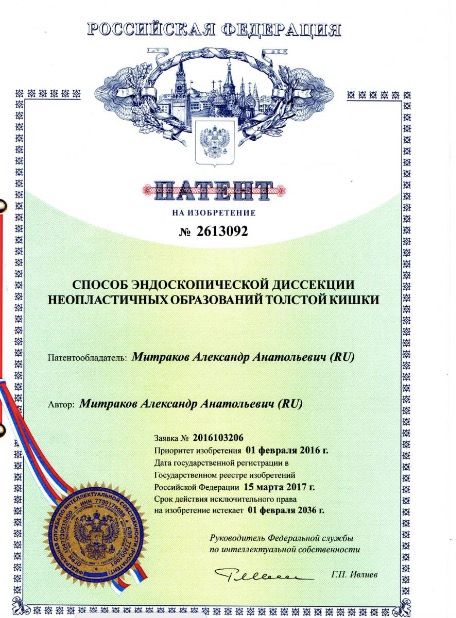 РОССИЙСКАЯ ФЕДЕРАЦИЯ
ПАТЕНТ
НА ИЗОБРЕТЕНИЕ
№ 2613092
СПОСОБ ЭНДОСКОПИЧЕСКОЙ ДИССЕКЦИИ
НЕОПЛАСТИЧНЫХ ОБРАЗОВАНИЙ ТОЛСТОЙ КИШКИ
Патентообладатель: Митраков Александр Анатольевич (RU)
Автор: Митраков Александр Анатольевич (RU)
Заявка № 2016103206
Приоритет изобретения 01 февраля 2016 г.
Дата государственной регистрации в
Государственном реестре изобретений
Российской Федерации 15 марта 2017 г.
Срок действия исключительного права
на изобретение истекает 01 февраля 2036 г.
Руководитель Федеральной службы
по интеллектуальной собственности
Г.П. Ивлиев